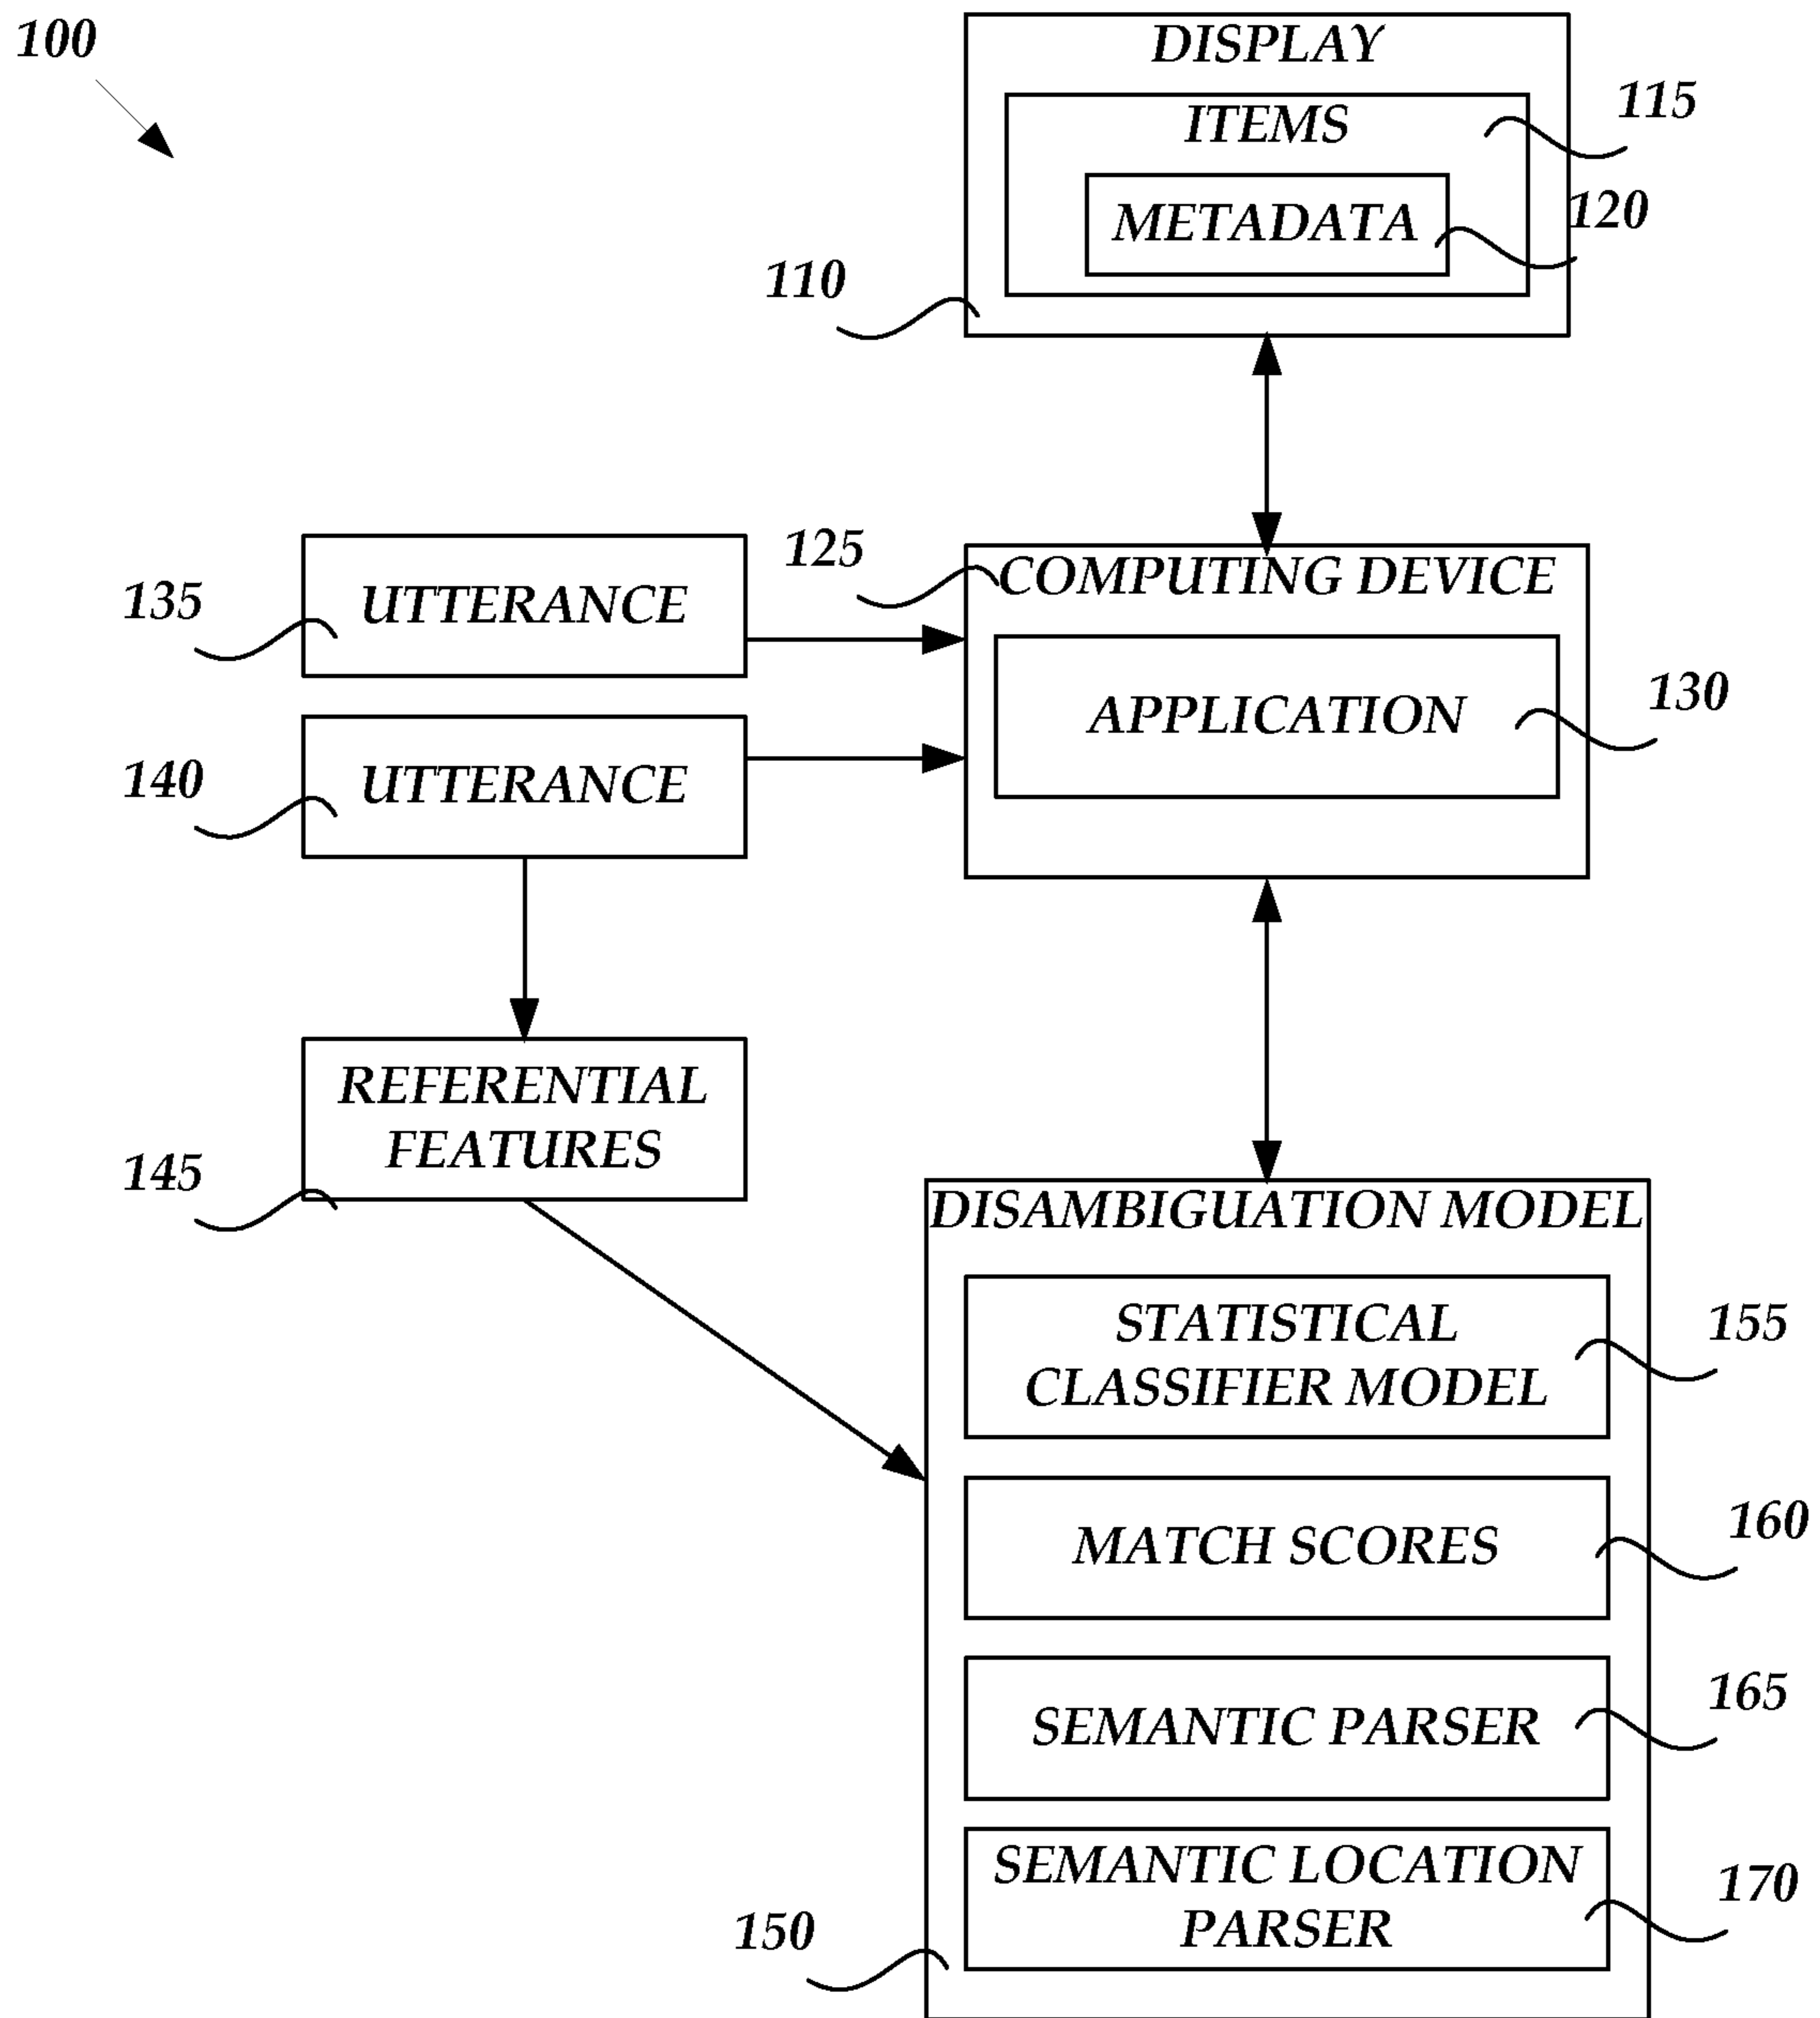 100
DISPLAY
ITEMS
115
METADATA
120
110
125
COMPUTING DEVICE
135
UTTERANCE
APPLICATION
130
140
UTTERANCE
REFERENTIAL
FEATURES
145
DISAMBIGUATION MODEL
STATISTICAL
CLASSIFIER MODEL
155
MATCH SCORES
160
SEMANTIC PARSER
165
SEMANTIC LOCATION
PARSER
170
150